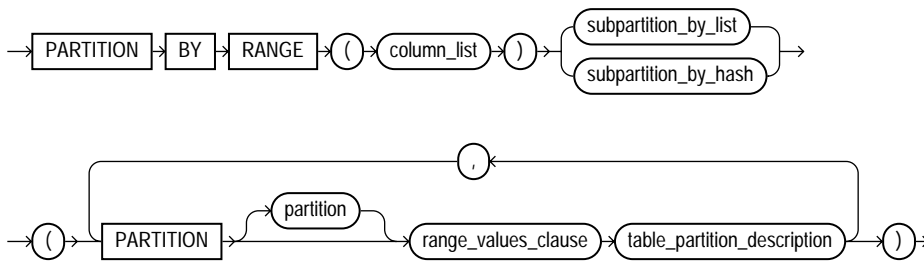 subpartition_by_list
PARTITION BY RANGE ( column_list )
subpartition_by_hash
,
partition
( PARTITION range_values_clause table_partition_description )